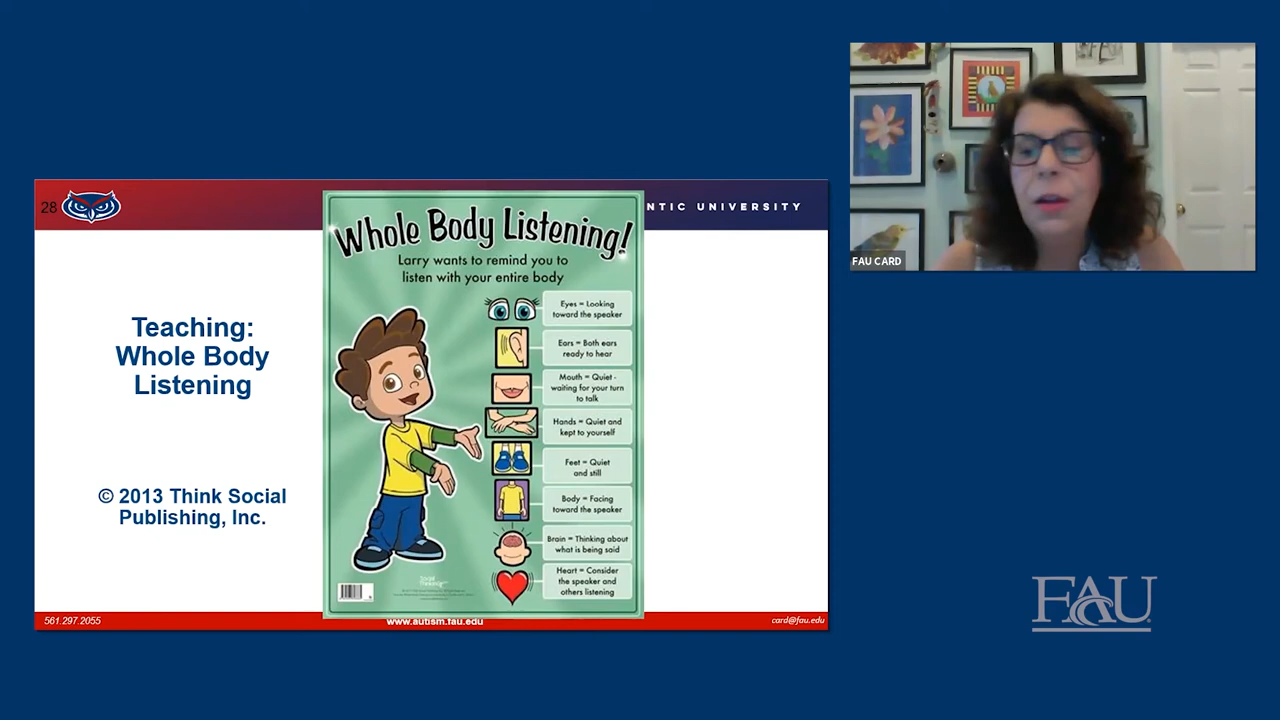 28
NTIC UNIVERSITY
Teaching:
Whole Body
Listening
© 2013 Think Social
Publishing, Inc.
Whole Body Listening!
Larry wants to remind you to
listen with your entire body
Eyes = Looking
toward the speaker
Ears = Both ears
ready to hear
Mouth = Quiet -
waiting for your turn
to talk
Hands = Quiet and
kept to yourself
Feet = Quiet
and still
Body = Facing
toward the speaker
Brain = Thinking about
what is being said
Heart = Consider
the speaker and
others listening
561.297.2055
www.autism.fau.edu
card@fau.edu
FAU CARD
FAU